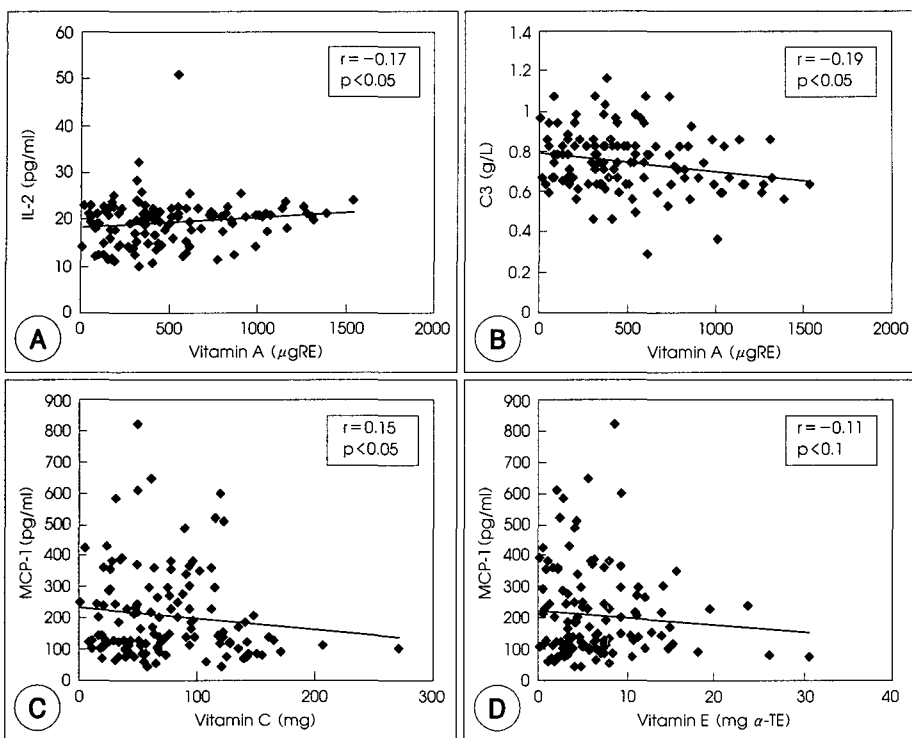 60
50
40
30
20
10
0
IL-2 (pg/ml)
r=−0.17
p<0.05
0 500 1000 1500 2000
Vitamin A (μgRE)
A
1.4
1.2
1
0.8
0.6
0.4
0.2
0
C3 (g/L)
r=−0.19
p<0.05
0 500 1000 1500 2000
Vitamin A (μgRE)
B
900
800
700
600
500
400
300
200
100
0
MCP-1 (pg/ml)
r=0.15
p<0.05
0 100 200 300
Vitamin C (mg)
C
900
800
700
600
500
400
300
200
100
0
MCP-1 (pg/ml)
r=−0.11
p<0.1
0 10 20 30 40
Vitamin E (mg α-TE)
D